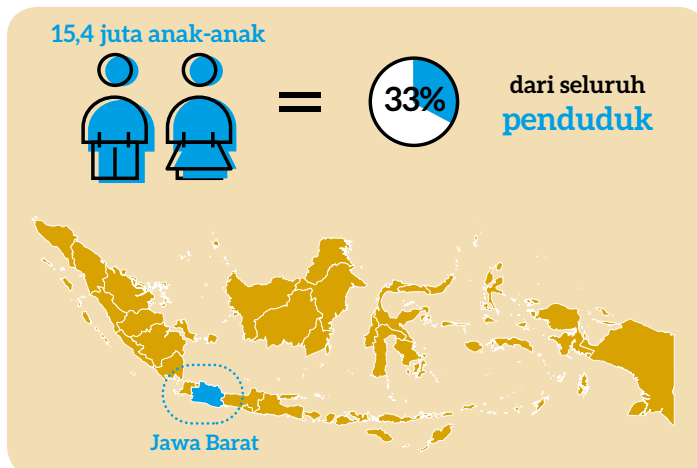 15,4 juta anak-anak
=
33%
dari seluruh
penduduk
Jawa Barat